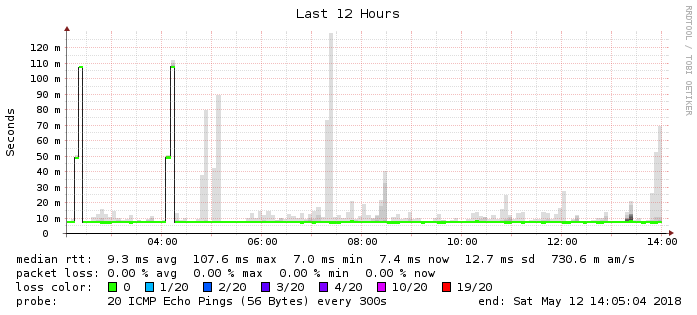 Last 12 Hours
RRDTOOL / TOBI OETIKER
Seconds
120 m
110 m
100 m
90 m
80 m
70 m
60 m
50 m
40 m
30 m
20 m
10 m
0
04:00 06:00 08:00 10:00 12:00 14:00
median rtt: 9.3 ms avg 107.6 ms max 7.0 ms min 7.4 ms now 12.7 ms sd 730.6 m am/s
packet loss: 0.00 % avg 0.00 % max 0.00 % min 0.00 % now
loss color: 0 1/20 2/20 3/20 4/20 10/20 19/20
probe: 20 ICMP Echo Pings (56 Bytes) every 300s end: Sat May 12 14:05:04 2018